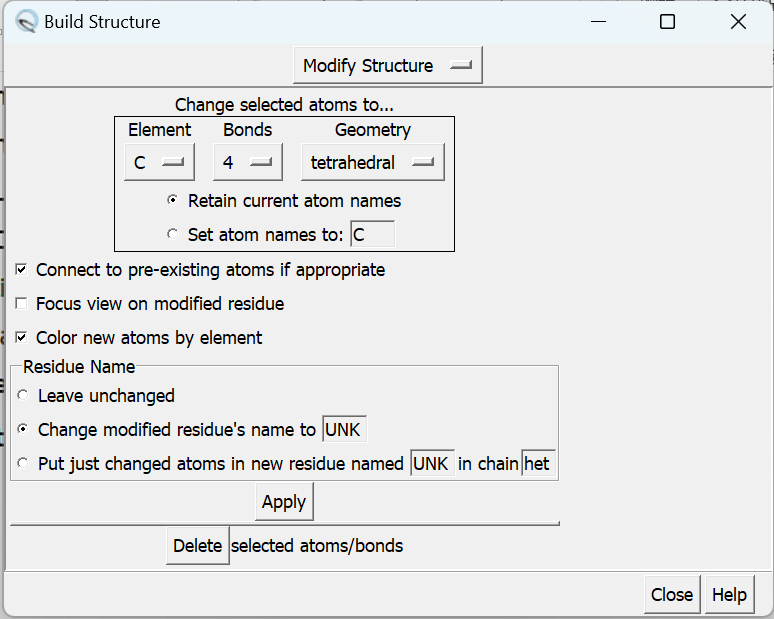 Build Structure
Modify Structure
Change selected atoms to...
Element Bonds Geometry
C 4 tetrahedral
Retain current atom names
Set atom names to: C
Connect to pre-existing atoms if appropriate
Focus view on modified residue
Color new atoms by element
Residue Name
Leave unchanged
Change modified residue's name to UNK
Put just changed atoms in new residue named UNK in chain het
Apply
Delete selected atoms/bonds
Close Help